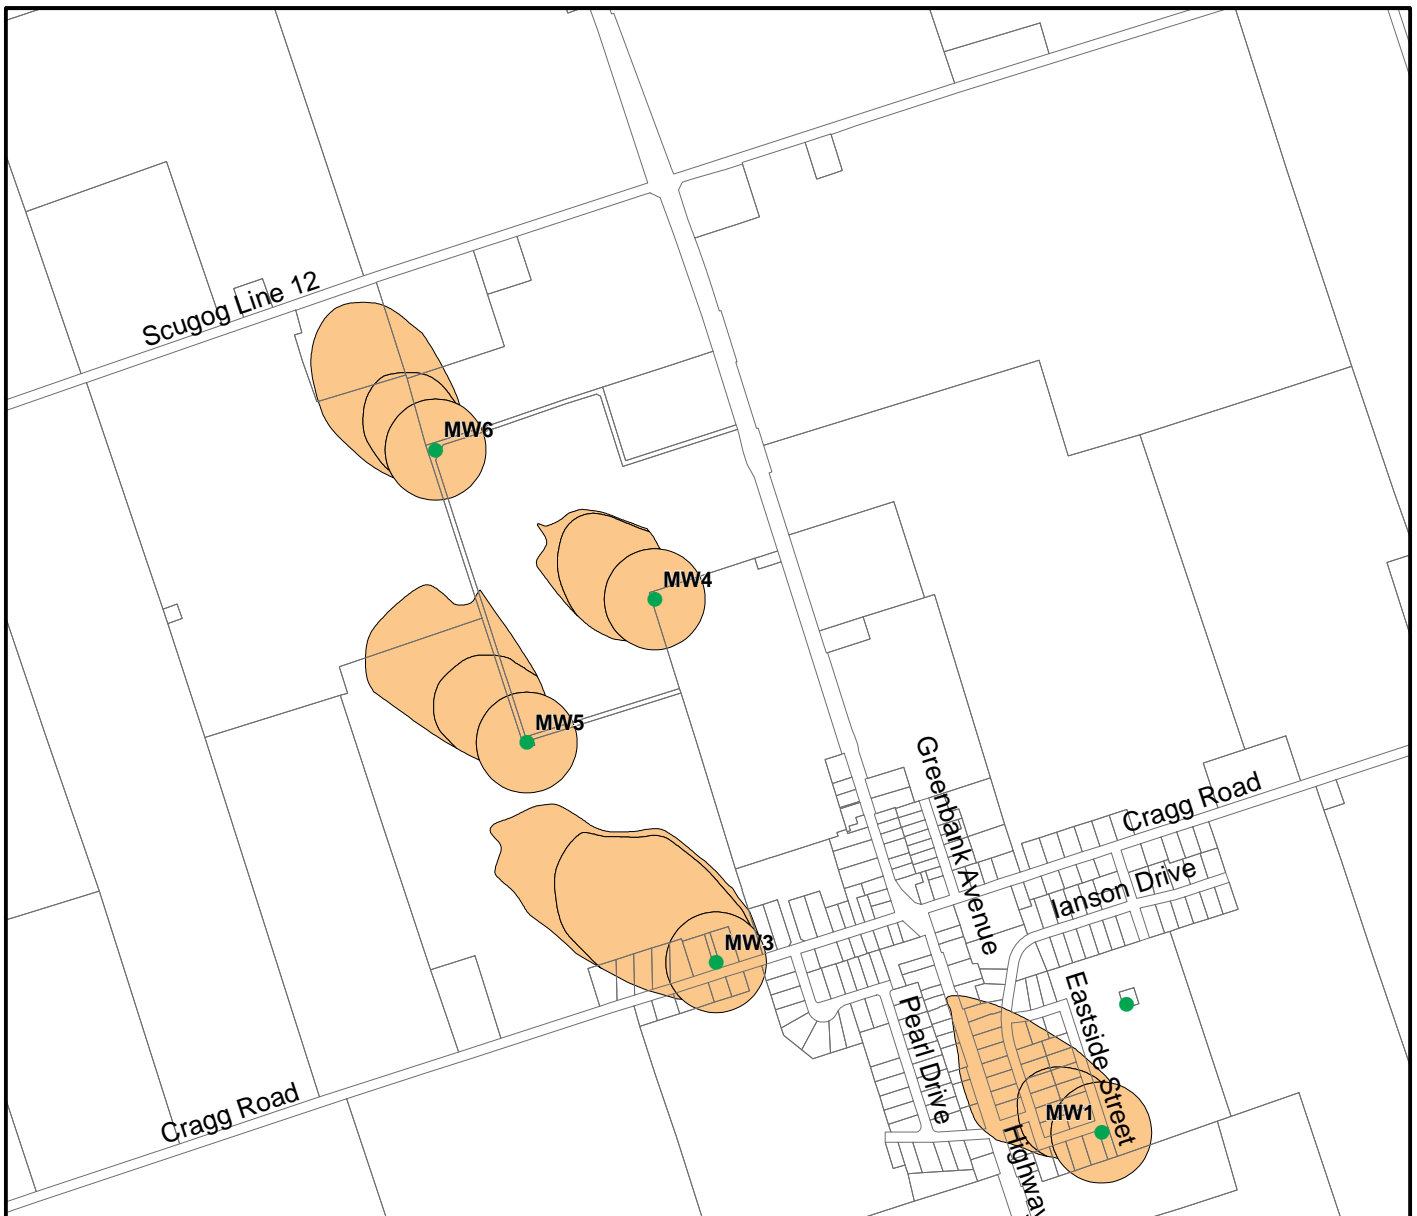 Scugog Line 12
MW6
MW4
MW5
Greenbank Avenue
Cragg Road
Ianson Drive
MW3
Eastside Street
Pearl Drive
Cragg Road
MW1
Highway